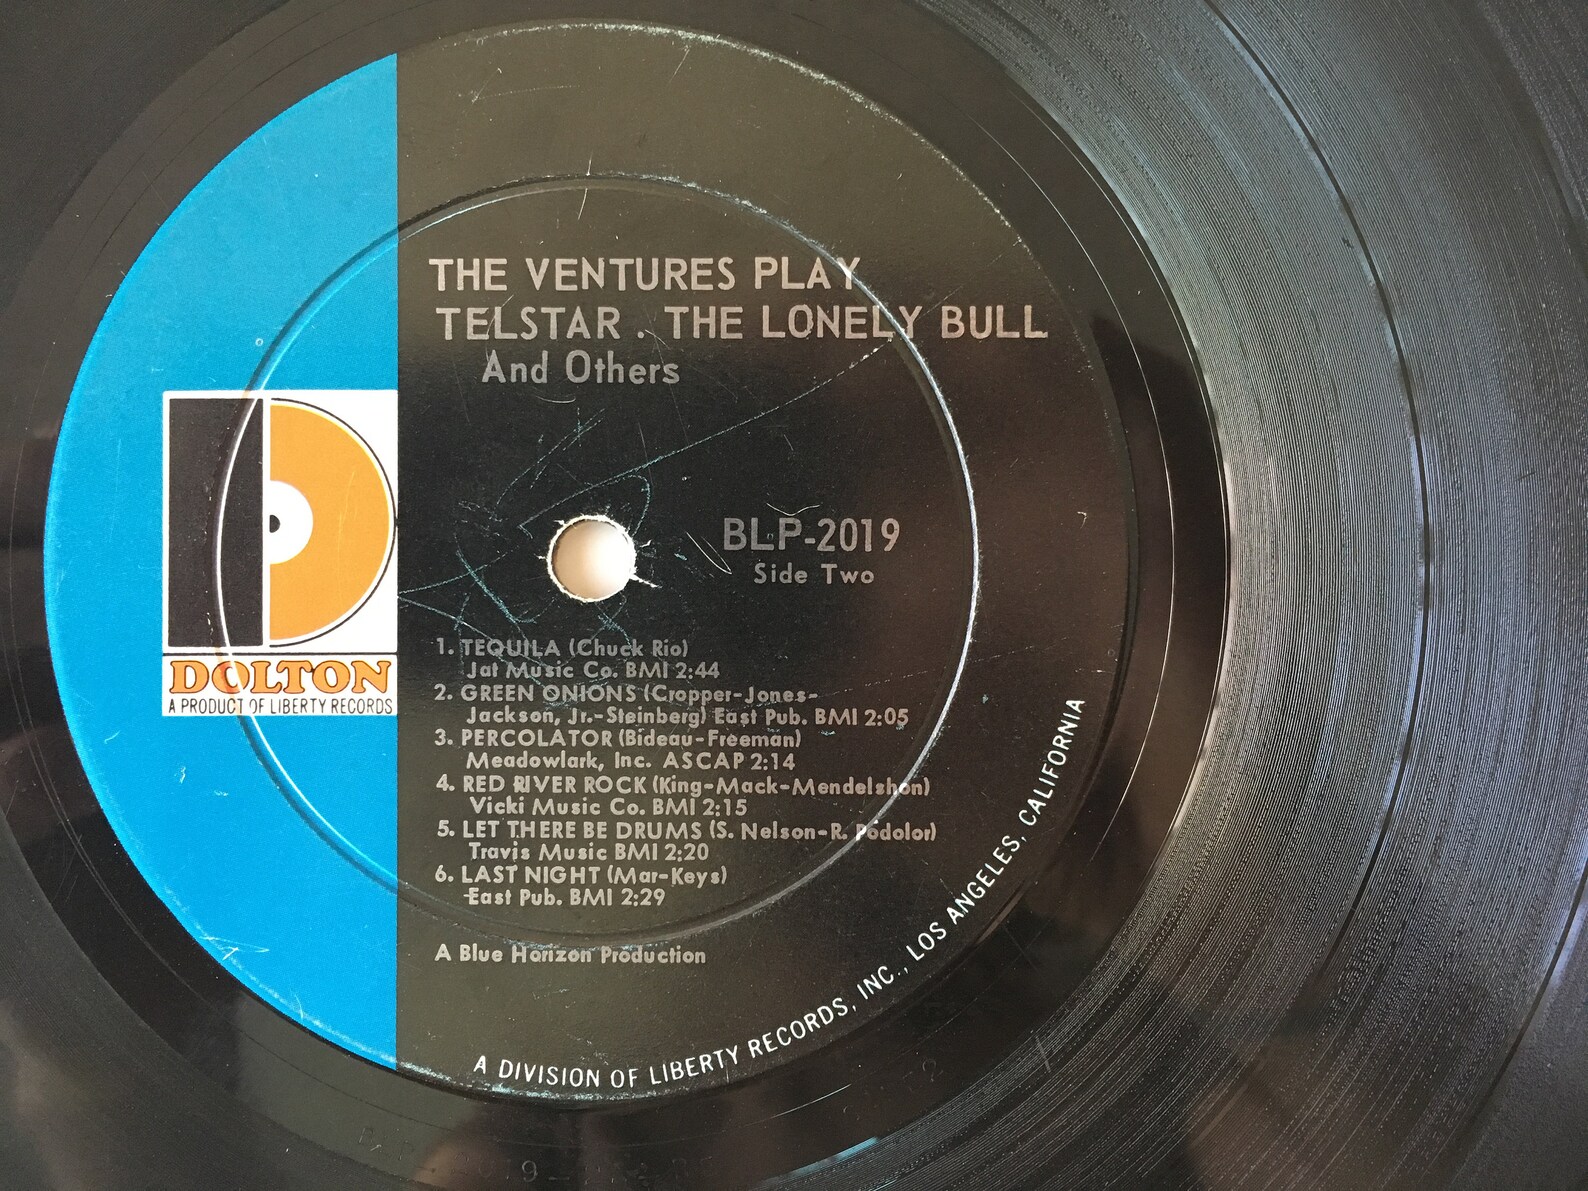 THE VENTURES PLAY
TELSTAR . THE LONELY BULL
And Others
BLP-2019
Side Two
DOLTON
A PRODUCT OF LIBERTY RECORDS
1. TEQUILA (Chuck Rio)
Jat Music Co. BMI 2:44
2. GREEN ONIONS (Cropper-Jones-
Jackson, Jr.-Steinberg) East Pub. BMI 2:05
3. PERCOLATOR (Bideau-Freeman)
Meadowlark, Inc. ASCAP 2:14
4. RED RIVER ROCK (King-Mack-Mendelshon)
Vicki Music Co. BMI 2:15
5. LET THERE BE DRUMS (S. Nelson-R. Podolor)
Travis Music BMI 2:20
6. LAST NIGHT (Mar-Keys)
East Pub. BMI 2:29
A Blue Horizon Production
A DIVISION OF LIBERTY RECORDS, INC., LOS ANGELES, CALIFORNIA